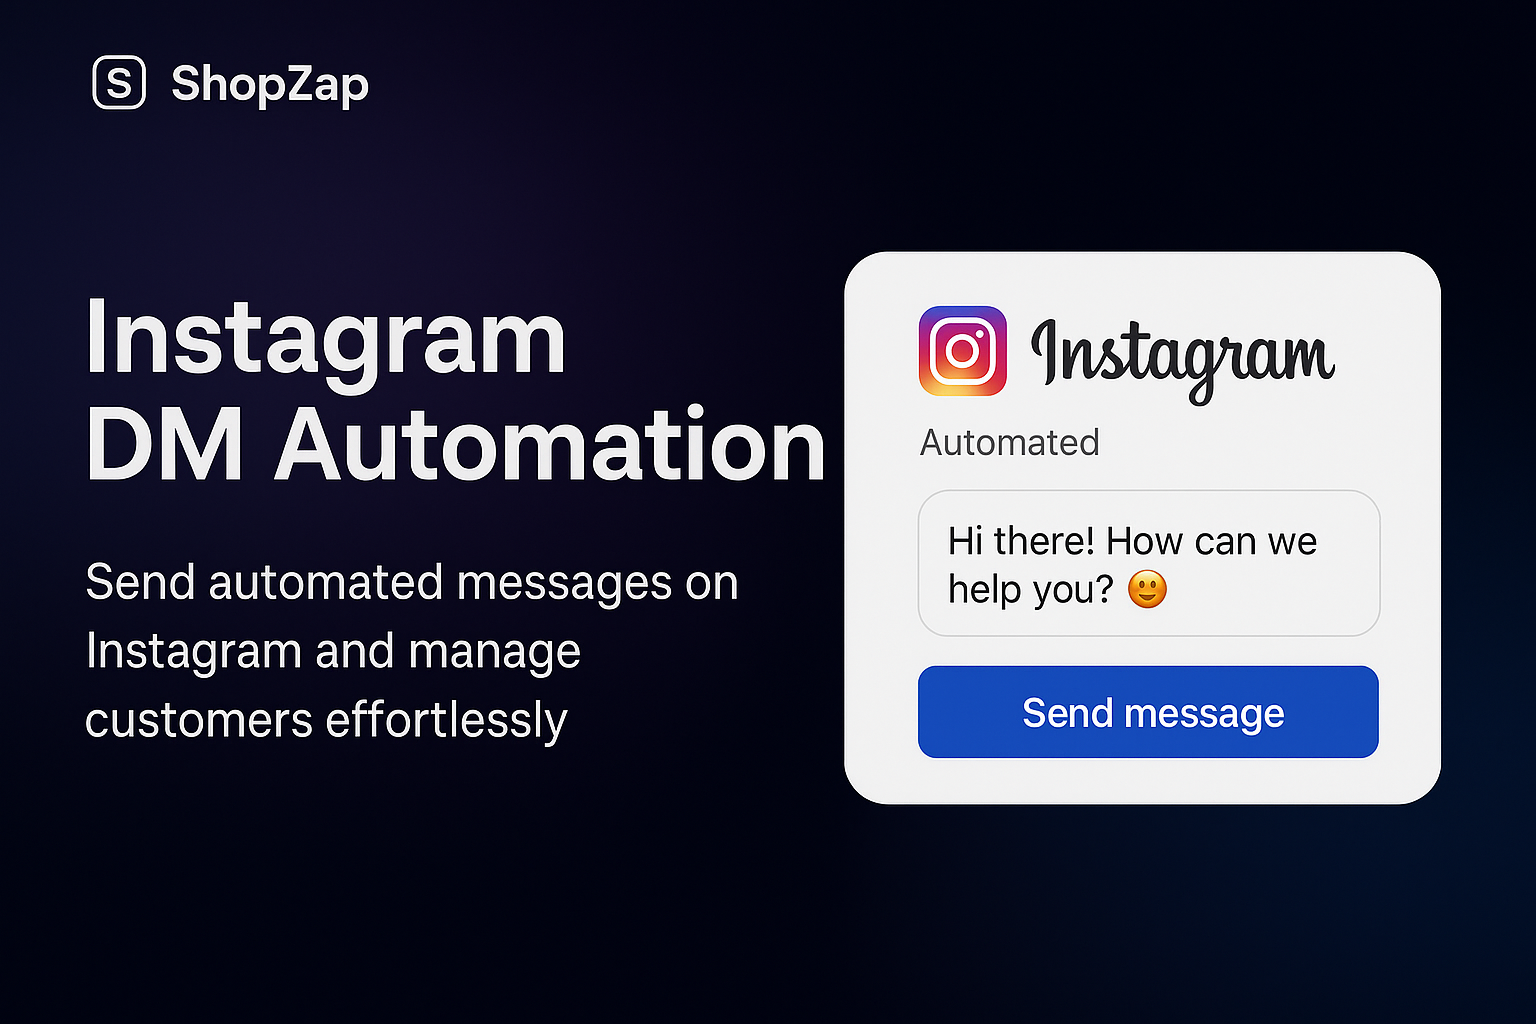 S ShopZap
Instagram
DM Automation
Send automated messages on
Instagram and manage
customers effortlessly
Instagram
Automated
Hi there! How can we
help you? 🙂
Send message